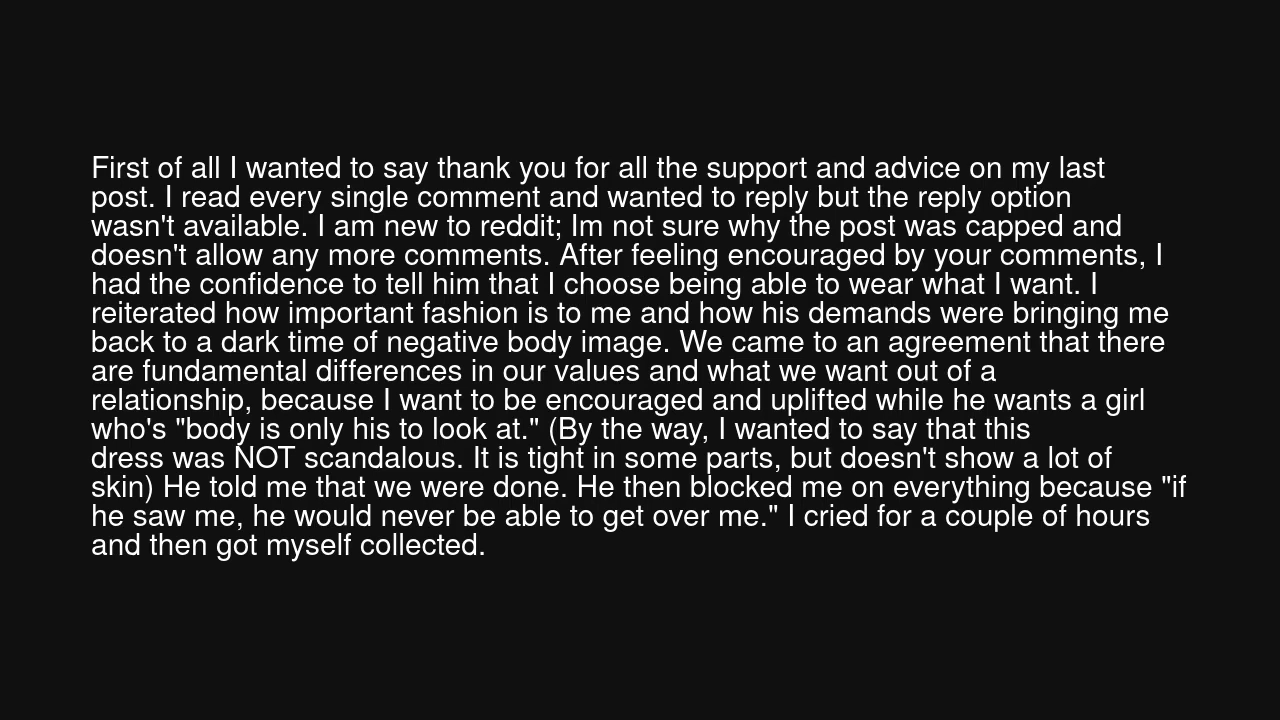 First of all I wanted to say thank you for all the support and advice on my last
post. I read every single comment and wanted to reply but the reply option
wasn't available. I am new to reddit; Im not sure why the post was capped and
doesn't allow any more comments. After feeling encouraged by your comments, I
had the confidence to tell him that I choose being able to wear what I want. I
reiterated how important fashion is to me and how his demands were bringing me
back to a dark time of negative body image. We came to an agreement that there
are fundamental differences in our values and what we want out of a
relationship, because I want to be encouraged and uplifted while he wants a girl
who's "body is only his to look at." (By the way, I wanted to say that this
dress was NOT scandalous. It is tight in some parts, but doesn't show a lot of
skin) He told me that we were done. He then blocked me on everything because "if
he saw me, he would never be able to get over me." I cried for a couple of hours
and then got myself collected.